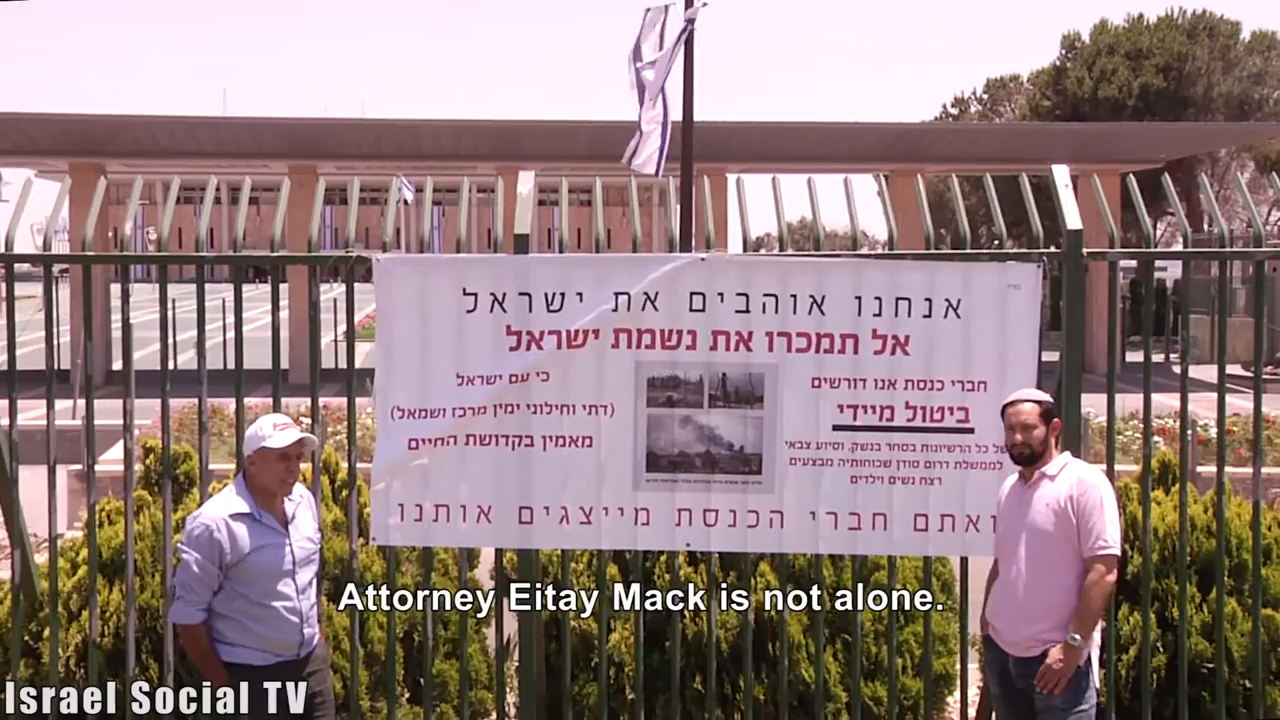 בס"ד
אנחנו אוהבים את ישראל
אל תמכרו את נשמת ישראל
חברי כנסת אנו דורשים
ביטול מיידי
של כל הרשיונות בסחר בנשק, וסיוע צבאי
לממשלת דרום סודן שכוחותיה מבצעים
רצח נשים וילדים
כי עם ישראל
(דתי וחילוני ימין מרכז ושמאל)
מאמין בקדושת החיים
ואתם חברי הכנסת מייצגים אותנו
Attorney Eitay Mack is not alone.
Israel Social TV